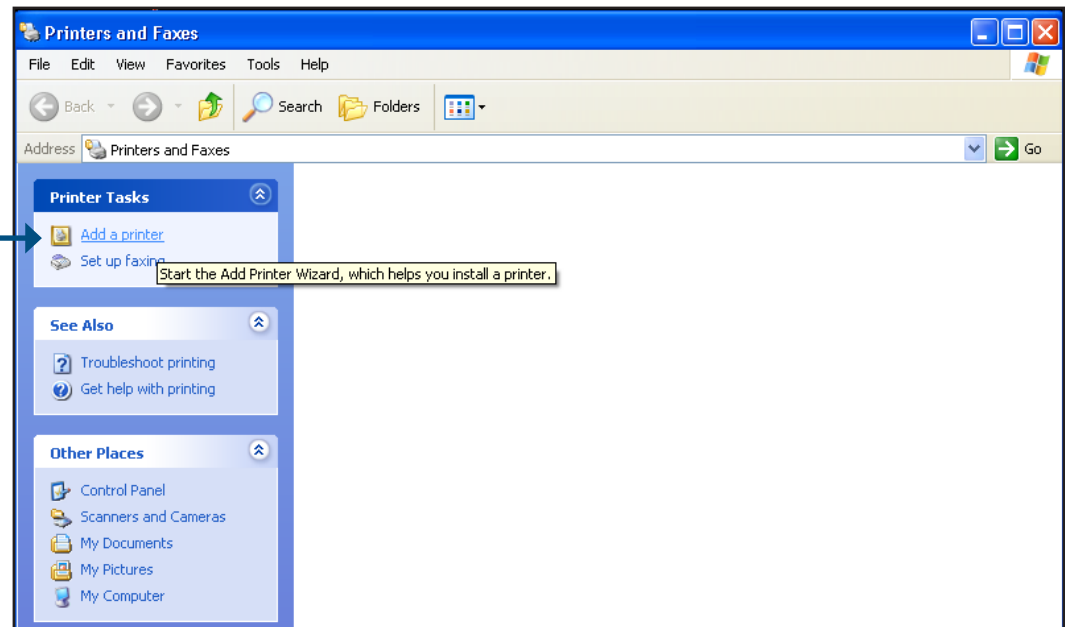 Printers and Faxes
File Edit View Favorites Tools Help
Back Search Folders
Address Printers and Faxes Go
Printer Tasks
Add a printer
Set up faxing
Start the Add Printer Wizard, which helps you install a printer.
See Also
Troubleshoot printing
Get help with printing
Other Places
Control Panel
Scanners and Cameras
My Documents
My Pictures
My Computer